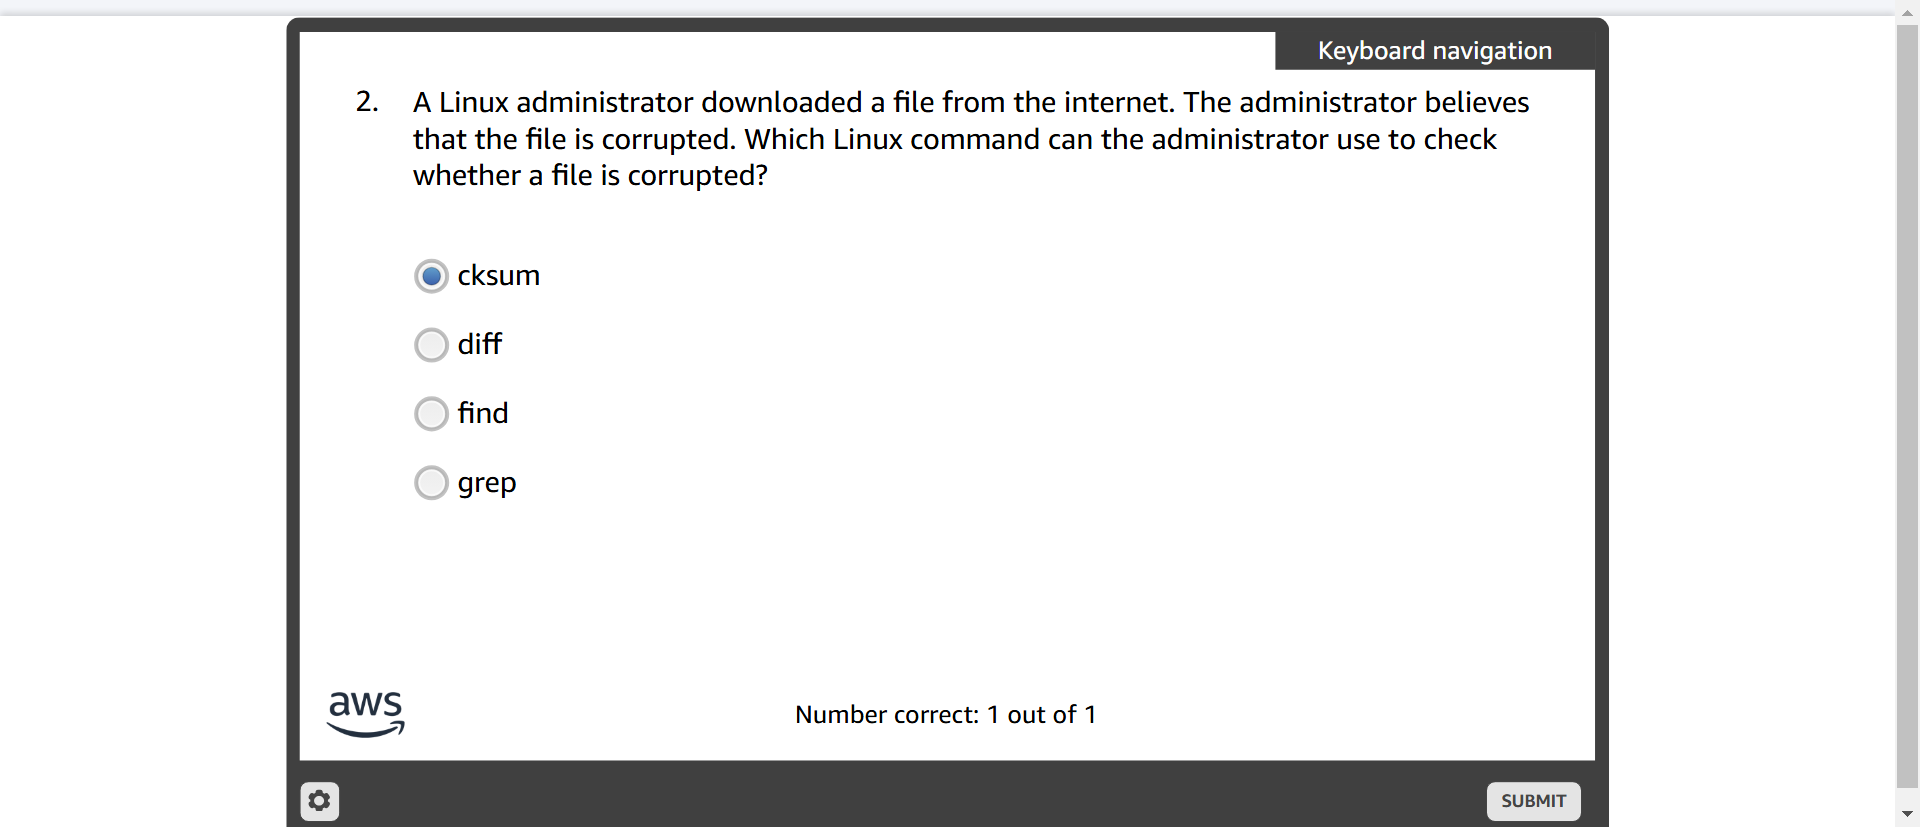 Keyboard navigation
2. A Linux administrator downloaded a file from the internet. The administrator believes
that the file is corrupted. Which Linux command can the administrator use to check
whether a file is corrupted?
cksum
diff
find
grep
aws
Number correct: 1 out of 1
SUBMIT